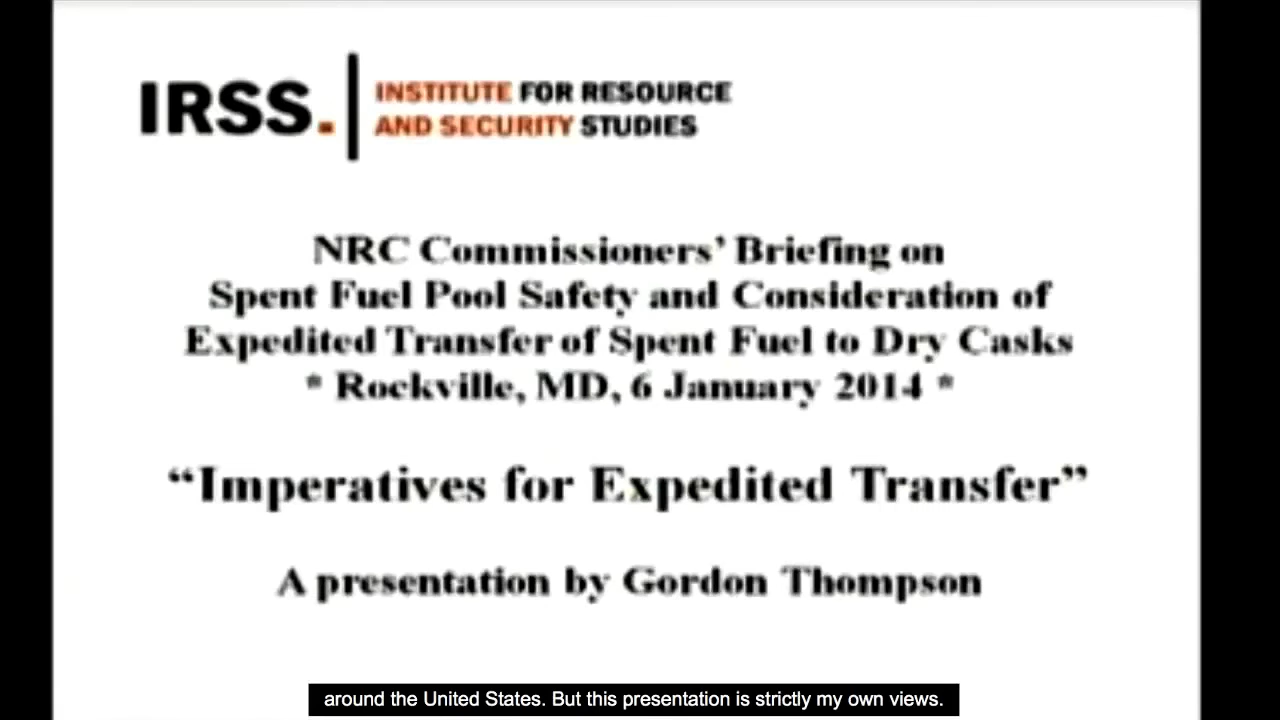 IRSS. INSTITUTE FOR RESOURCE
AND SECURITY STUDIES
NRC Commissioners’ Briefing on
Spent Fuel Pool Safety and Consideration of
Expedited Transfer of Spent Fuel to Dry Casks
* Rockville, MD, 6 January 2014 *
“Imperatives for Expedited Transfer”
A presentation by Gordon Thompson
around the United States. But this presentation is strictly my own views.